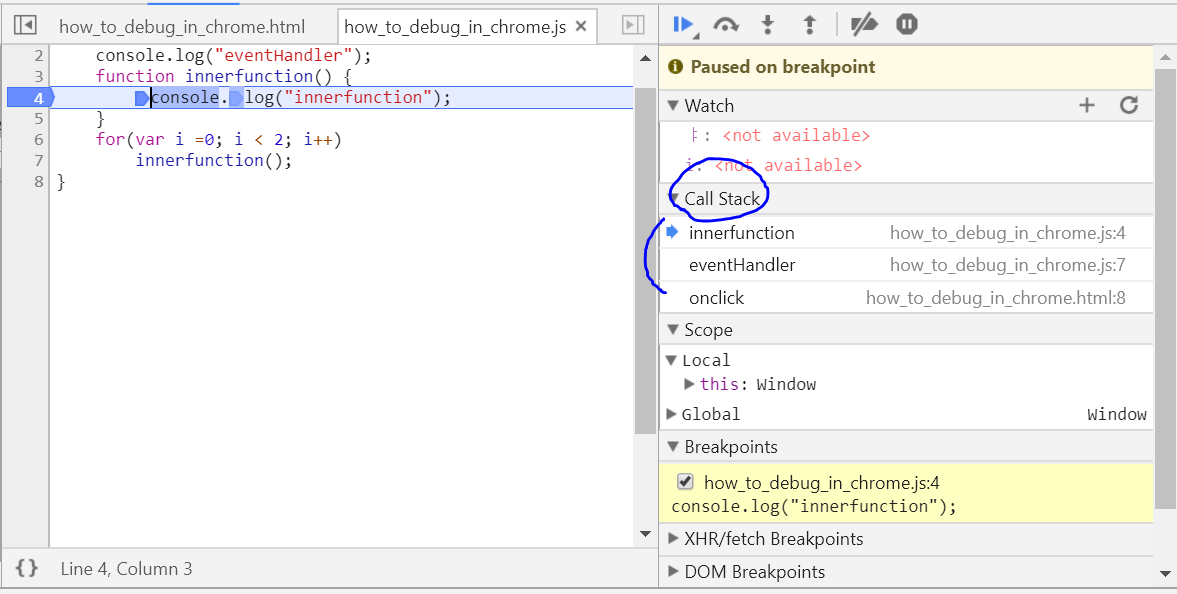 how_to_debug_in_chrome.html
how_to_debug_in_chrome.js ×
2 console.log("eventHandler");
3 function innerfunction() {
4 console.log("innerfunction");
5 }
6 for(var i =0; i < 2; i++)
7 innerfunction();
8 }
{} Line 4, Column 3
Paused on breakpoint
Watch
: <not available>
i: <not available>
Call Stack
innerfunction how_to_debug_in_chrome.js:4
eventHandler how_to_debug_in_chrome.js:7
onclick how_to_debug_in_chrome.html:8
Scope
Local
this: Window
Global Window
Breakpoints
how_to_debug_in_chrome.js:4
console.log("innerfunction");
XHR/fetch Breakpoints
DOM Breakpoints